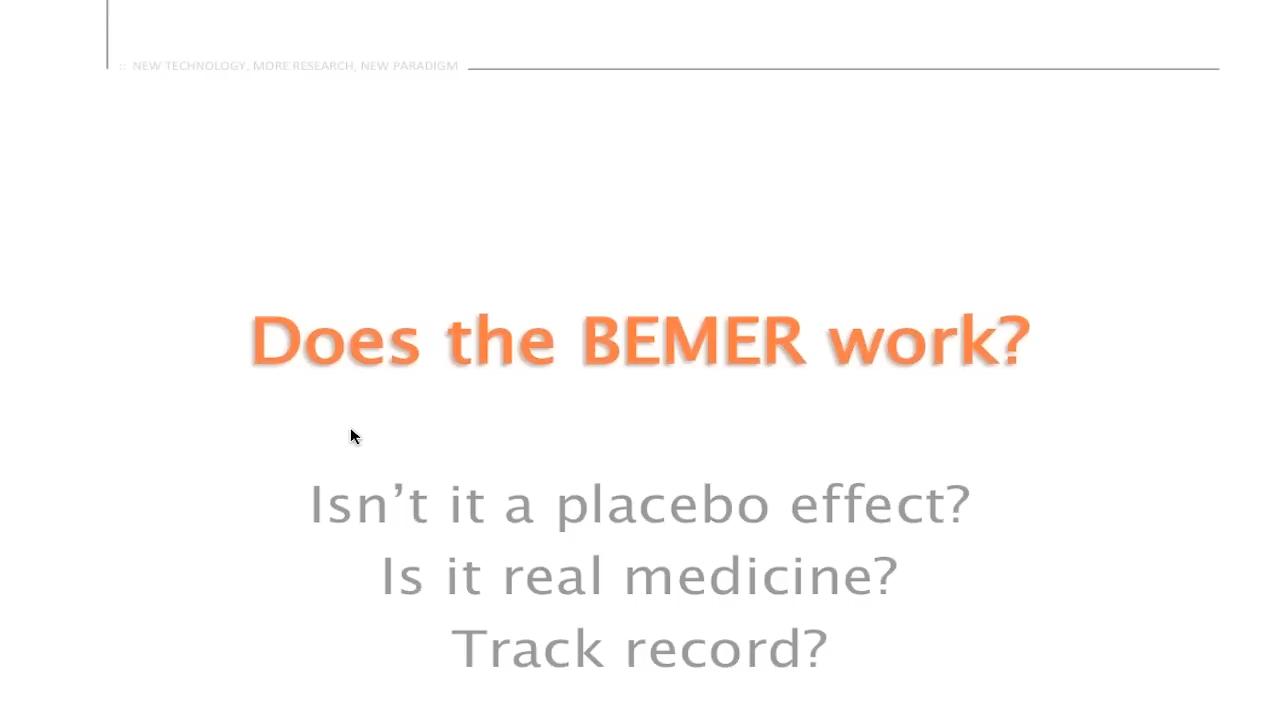 :: NEW TECHNOLOGY, MORE RESEARCH, NEW PARADIGM
Does the BEMER work?
Isn’t it a placebo effect?
Is it real medicine?
Track record?